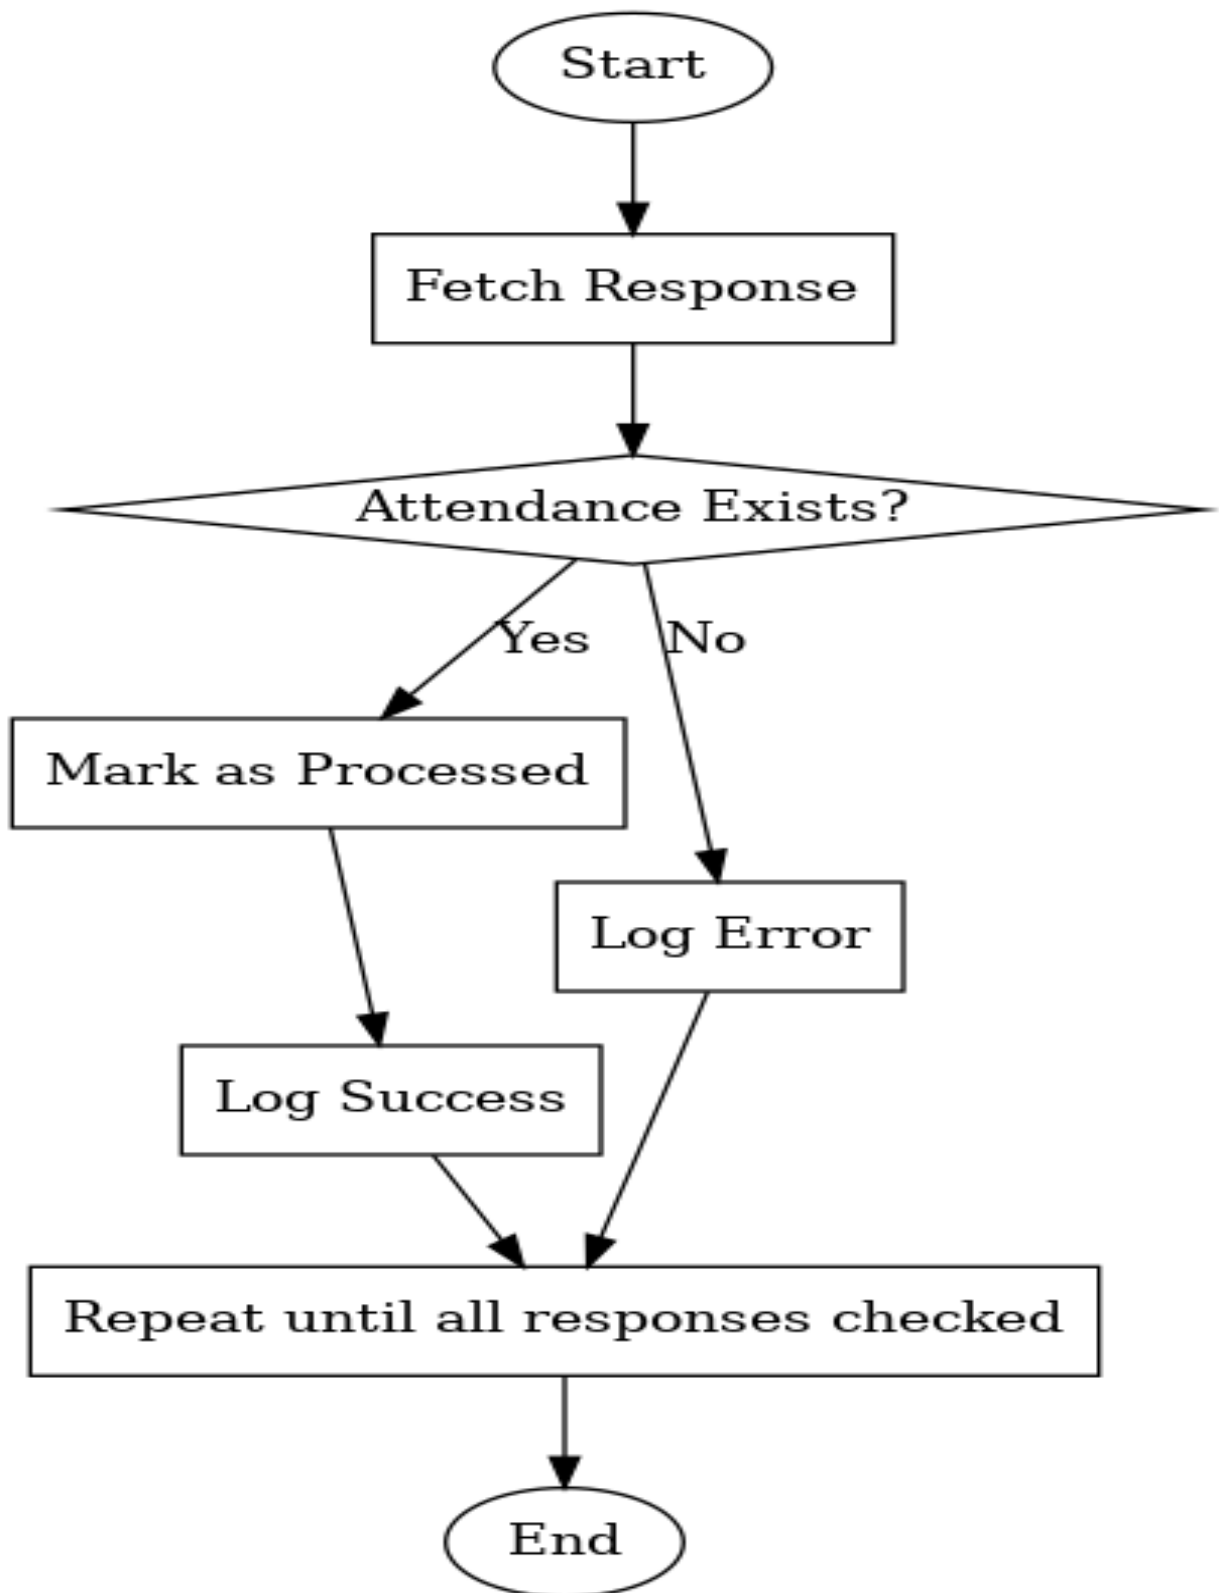 Start
Fetch Response
Attendance Exists?
Yes
No
Mark as Processed
Log Error
Log Success
Repeat until all responses checked
End